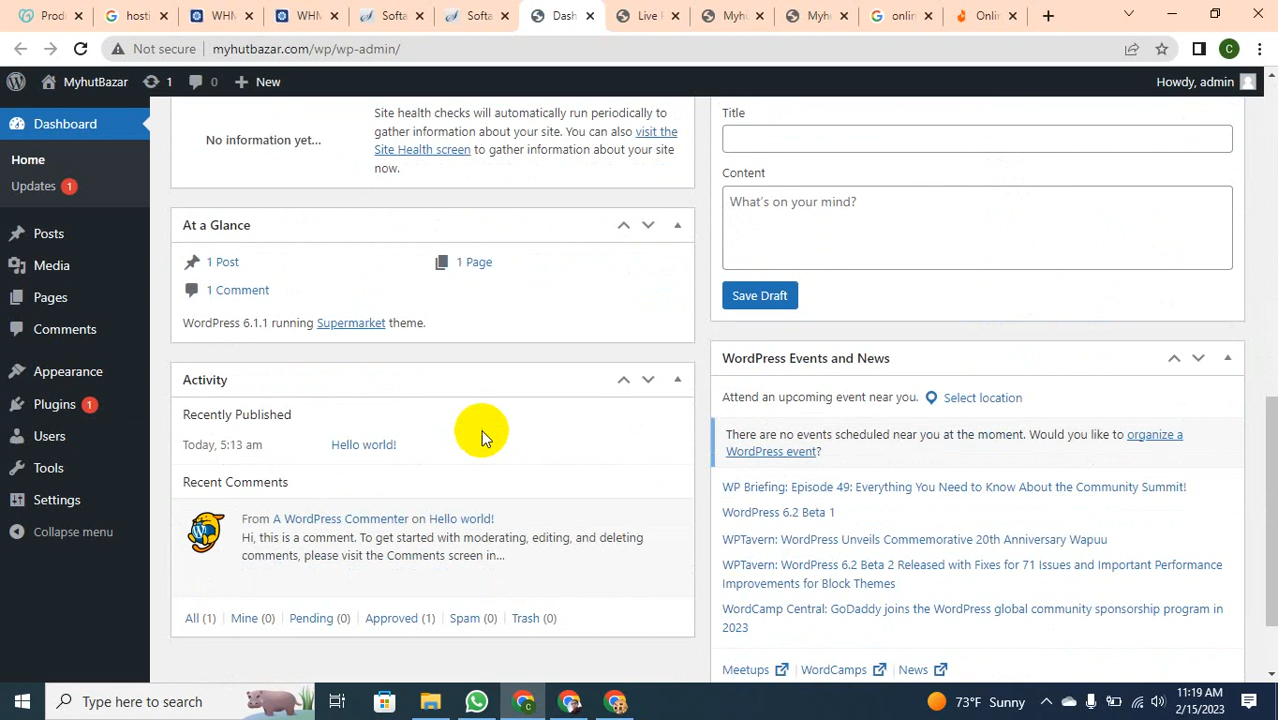 Produ
hosti
WHM
WHM
Softa
Softa
Dash
Live P
Myhu
Myhu
onlin
Onlin
Not secure
myhutbazar.com/wp/wp-admin/
C
MyhutBazar
1
0
New
Howdy, admin
Dashboard
Home
Updates 1
Posts
Media
Pages
Comments
Appearance
Plugins 1
Users
Tools
Settings
Collapse menu
No information yet...
Site health checks will automatically run periodically to
gather information about your site. You can also visit the
Site Health screen to gather information about your site
now.
At a Glance
1 Post
1 Page
1 Comment
WordPress 6.1.1 running Supermarket theme.
Activity
Recently Published
Today, 5:13 am
Hello world!
Recent Comments
From A WordPress Commenter on Hello world!
Hi, this is a comment. To get started with moderating, editing, and deleting
comments, please visit the Comments screen in...
All (1)
Mine (0)
Pending (0)
Approved (1)
Spam (0)
Trash (0)
Title
Content
What's on your mind?
Save Draft
WordPress Events and News
Attend an upcoming event near you.
Select location
There are no events scheduled near you at the moment. Would you like to organize a
WordPress event?
WP Briefing: Episode 49: Everything You Need to Know About the Community Summit!
WordPress 6.2 Beta 1
WPTavern: WordPress Unveils Commemorative 20th Anniversary Wapuu
WPTavern: WordPress 6.2 Beta 2 Released with Fixes for 71 Issues and Important Performance
Improvements for Block Themes
WordCamp Central: GoDaddy joins the WordPress global community sponsorship program in
2023
Meetups
WordCamps
News
Type here to search
73°F Sunny
11:19 AM
2/15/2023